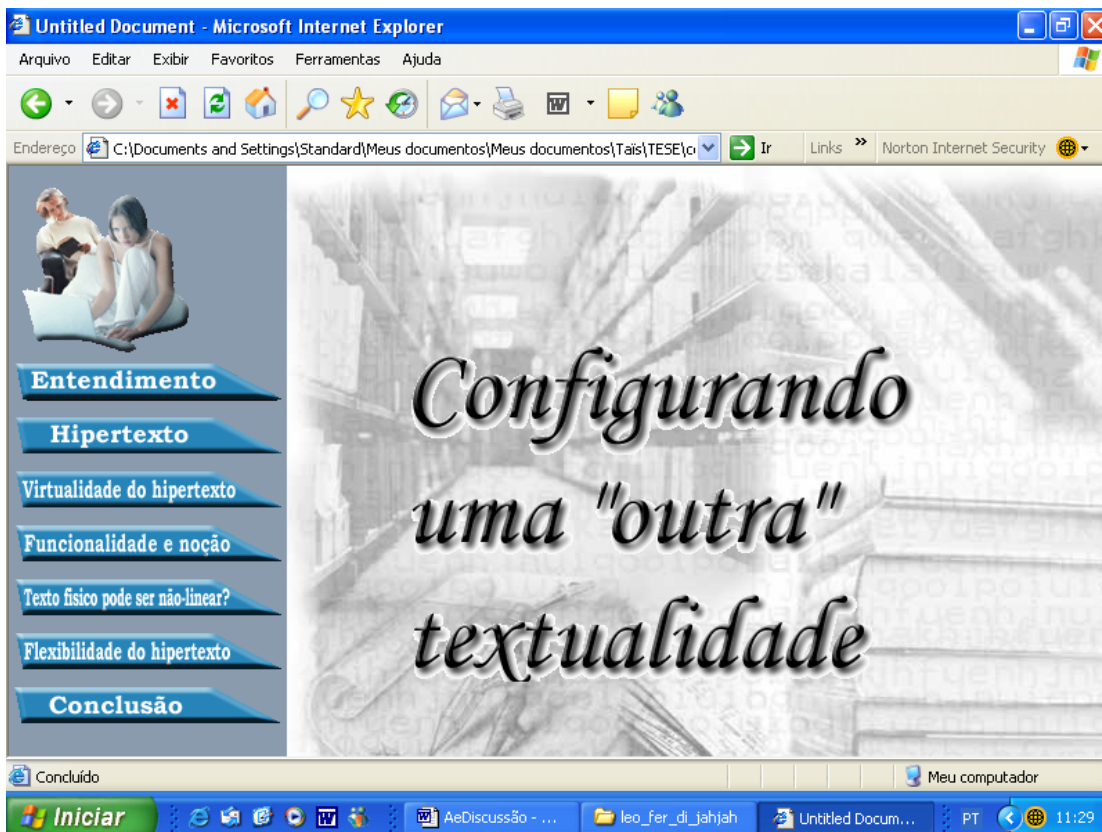 Untitled Document - Microsoft Internet Explorer
Arquivo Editar Exibir Favoritos Ferramentas Ajuda
Endereço C:\Documents and Settings\Standard\Meus documentos\Meus documentos\Taïs\TESE\ Ir Links » Norton Internet Security
Entendimento
Hipertexto
Virtualidade do hipertexto
Funcionalidade e noção
Texto fisico pode ser não-linear?
Flexibilidade do hipertexto
Conclusão
Configurando
uma "outra"
textualidade
Concluído Meu computador
Iniciar AeDiscussão - ... leo_fer_di_jahjah Untitled Docum... PT 11:29